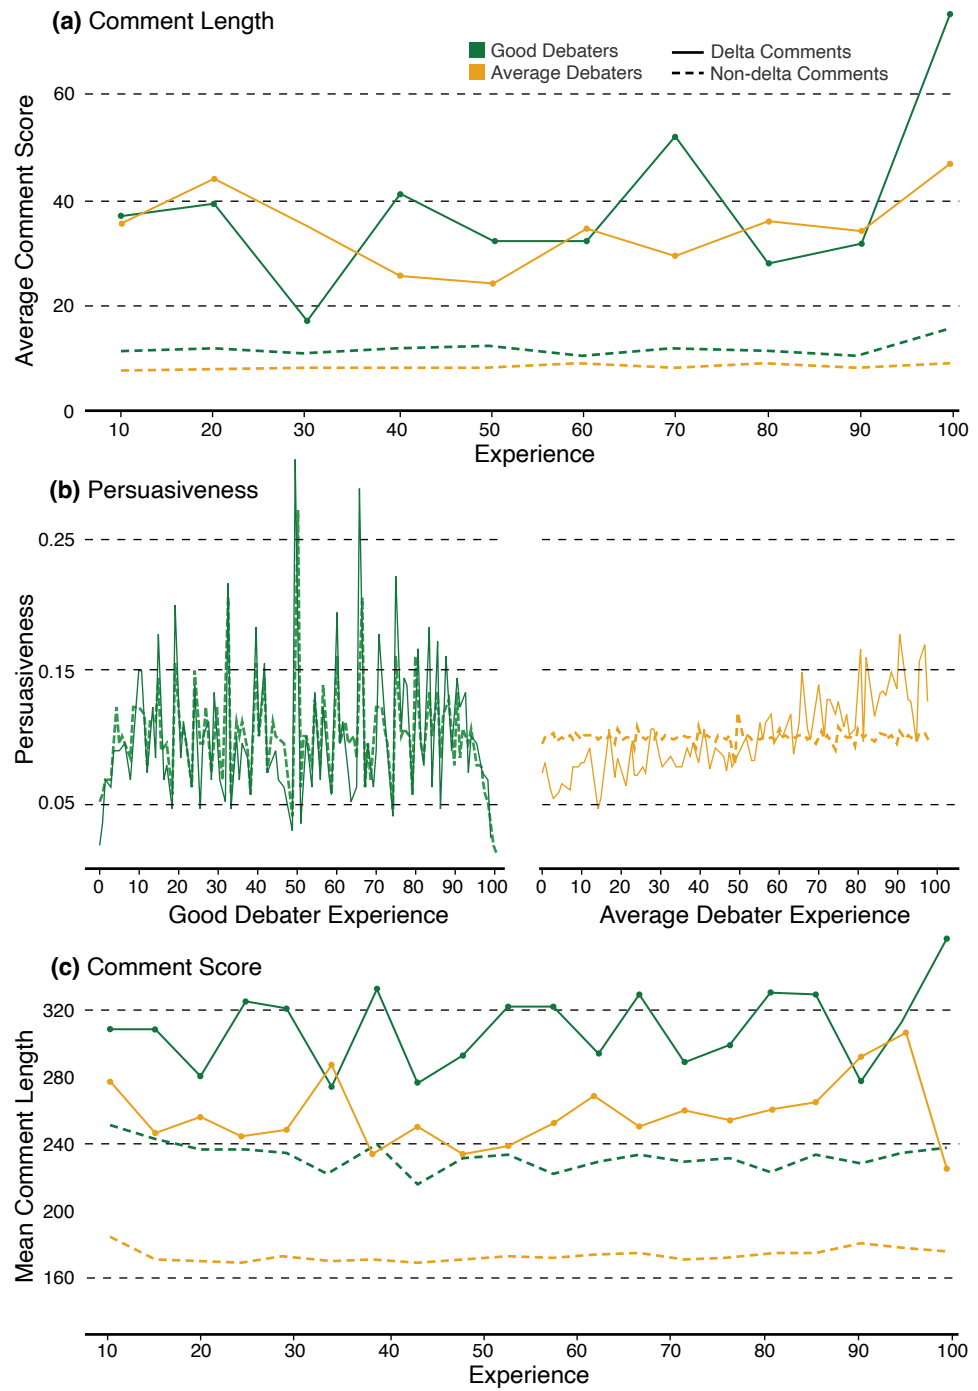 (a) Comment Length
Good Debaters
Delta Comments
Average Debaters
Non-delta Comments
Average Comment Score
60
40
20
0
10 20 30 40 50 60 70 80 90 100
Experience
(b) Persuasiveness
Persuasiveness
0.25
0.15
0.05
0 10 20 30 40 50 60 70 80 90 100
Good Debater Experience
0 10 20 30 40 50 60 70 80 90 100
Average Debater Experience
(c) Comment Score
Mean Comment Length
320
280
240
200
160
10 20 30 40 50 60 70 80 90 100
Experience